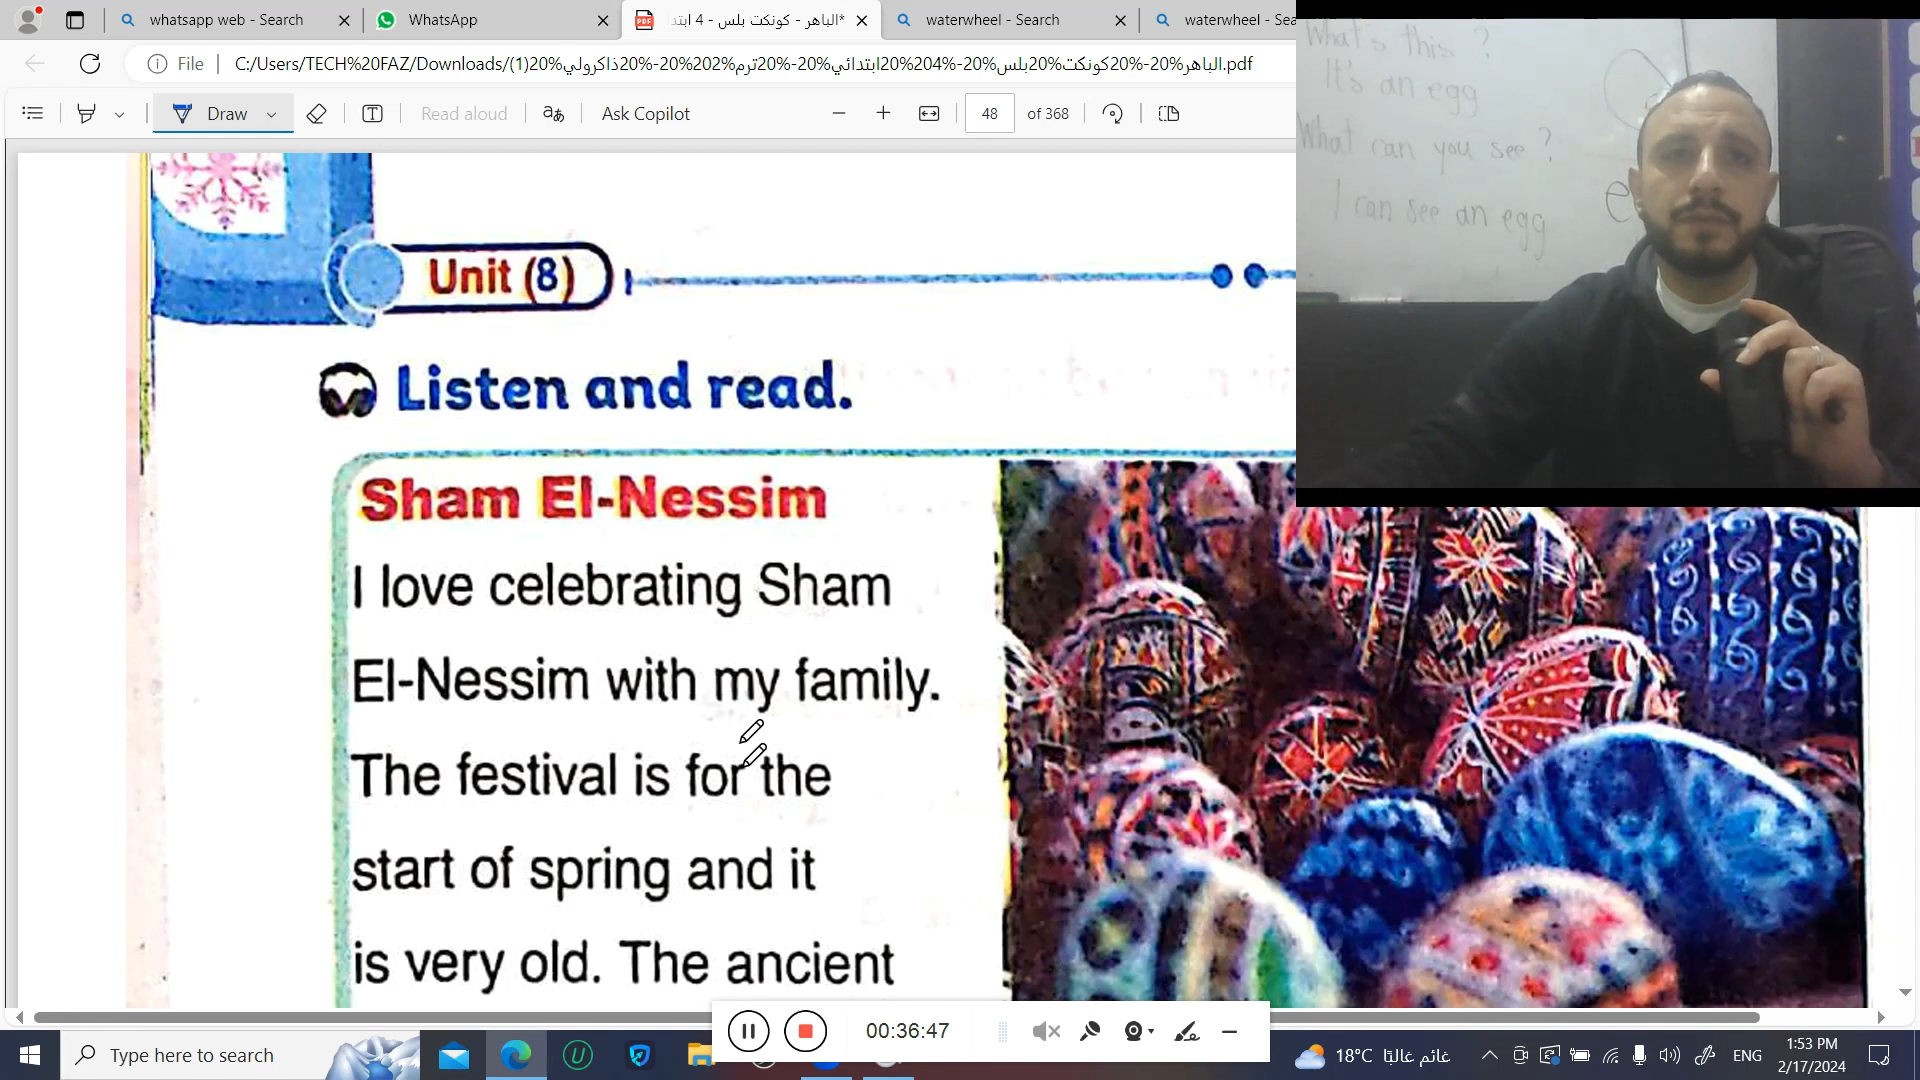 whatsapp web - Search
WhatsApp
*الباهر - كونكت بلس - 4 ابتدا
waterwheel - Search
waterwheel - Sea
File
C:/Users/TECH%20FAZ/Downloads/(1)%20ذاكرولي%20-%20ترم%202%20-%20ابتدائي%204%20-%20بلس%20كونكت%20-%20الباهر.pdf
Draw
Read aloud
Ask Copilot
48 of 368
What's this ?
It's an egg
What can you see ?
I can see an egg
Unit (8)
Listen and read.
Sham El-Nessim
I love celebrating Sham
El-Nessim with my family.
The festival is for the
start of spring and it
is very old. The ancient
00:36:47
Type here to search
18°C غائم غالبًا
ENG
1:53 PM
2/17/2024